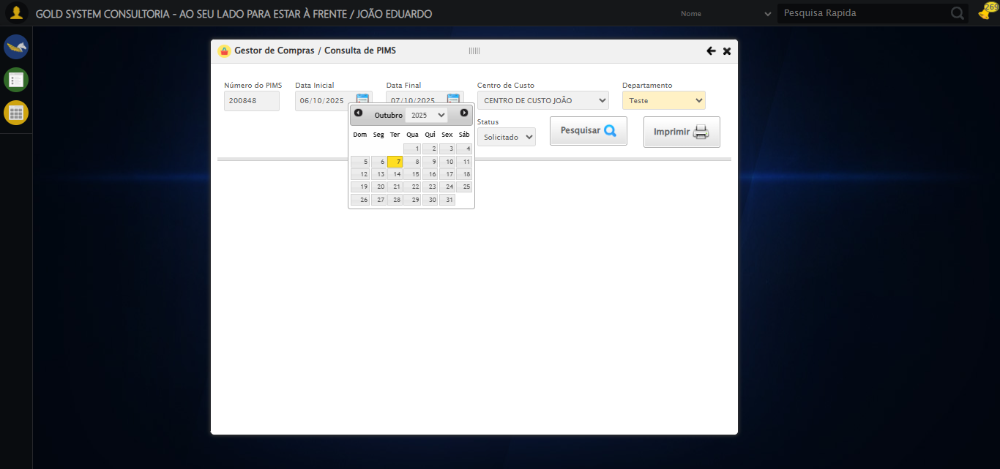 GOLD SYSTEM CONSULTORIA - AO SEU LADO PARA ESTAR À FRENTE / JOÃO EDUARDO
Nome
Pesquisa Rapida
269
Gestor de Compras / Consulta de PIMS
Número do PIMS
Data Inicial
Data Final
Centro de Custo
Departamento
200848
06/10/2025
07/10/2025
CENTRO DE CUSTO JOÃO
Teste
Status
Solicitado
Pesquisar
Imprimir
Outubro 2025
Dom Seg Ter Qua Qui Sex Sáb
1 2 3 4
5 6 7 8 9 10 11
12 13 14 15 16 17 18
19 20 21 22 23 24 25
26 27 28 29 30 31